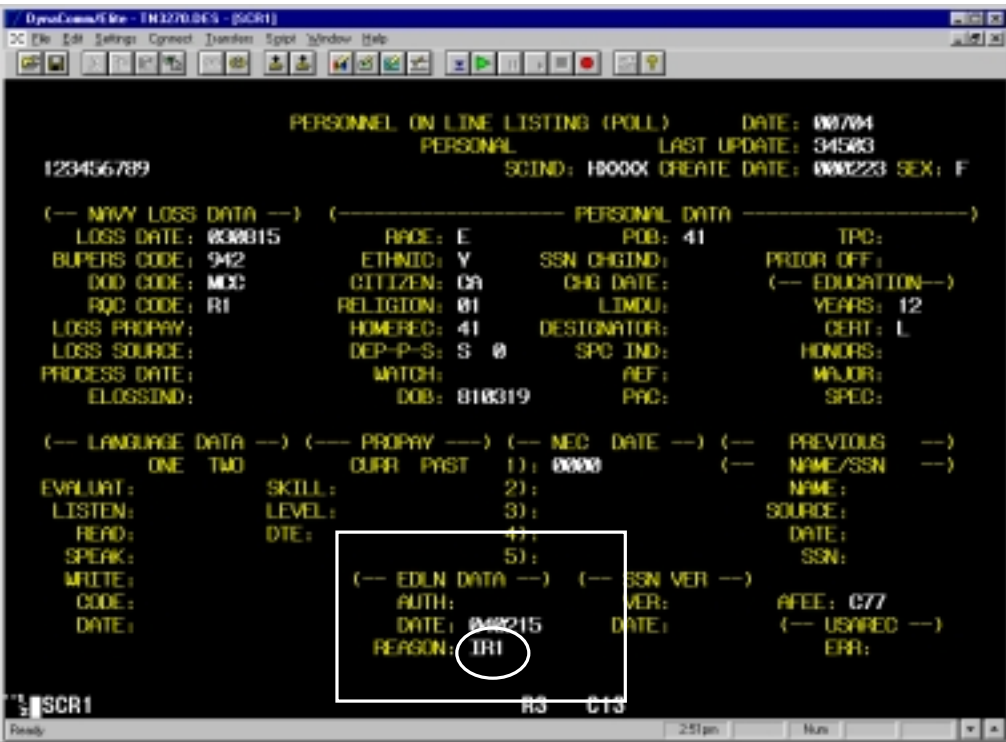 DynaComm/Elite - TN3270.DES - [SCR1]
File Edit Settings Connect Transfers Script Window Help
PERSONNEL ON LINE LISTING (POLL) DATE: 00704
PERSONAL LAST UPDATE: 34503
123456789 SCIND: HXXXX CREATE DATE: 000223 SEX: F
(-- NAVY LOSS DATA --) (-------------------- PERSONAL DATA --------------------)
LOSS DATE: 030815 RACE: E POB: 41 TPC:
BUPERS CODE: 942 ETHNIC: Y SSN CHGIND: PRIOR OFF:
DOD CODE: MCC CITIZEN: CA CHG DATE: (-- EDUCATION--)
RQC CODE: R1 RELIGION: 01 LIMDU: YEARS: 12
LOSS PROPAY: HOMEREC: 41 DESIGNATOR: CERT: L
LOSS SOURCE: DEP-P-S: S 0 SPC IND: HONORS:
PROCESS DATE: WATCH: AEF: MAJOR:
ELOSSIND: DOB: 810319 PAC: SPEC:
(-- LANGUAGE DATA --) (--- PROPAY ---) (-- NEC DATE --) (-- PREVIOUS --)
ONE TWO CURR PAST 1): 0000 (-- NAME/SSN --)
EVALUAT: SKILL: 2): NAME:
LISTEN: LEVEL: 3): SOURCE:
READ: DTE: 4): DATE:
SPEAK: 5): SSN:
WRITE: (-- EDLN DATA --) (-- SSN VER --)
CODE: AUTH: VER: AFEE: C77
DATE: DATE: 040215 DATE: (-- USAREC --)
REASON: IR1 ERR:
SCR1 R3 C13
Ready 2:51pm Num